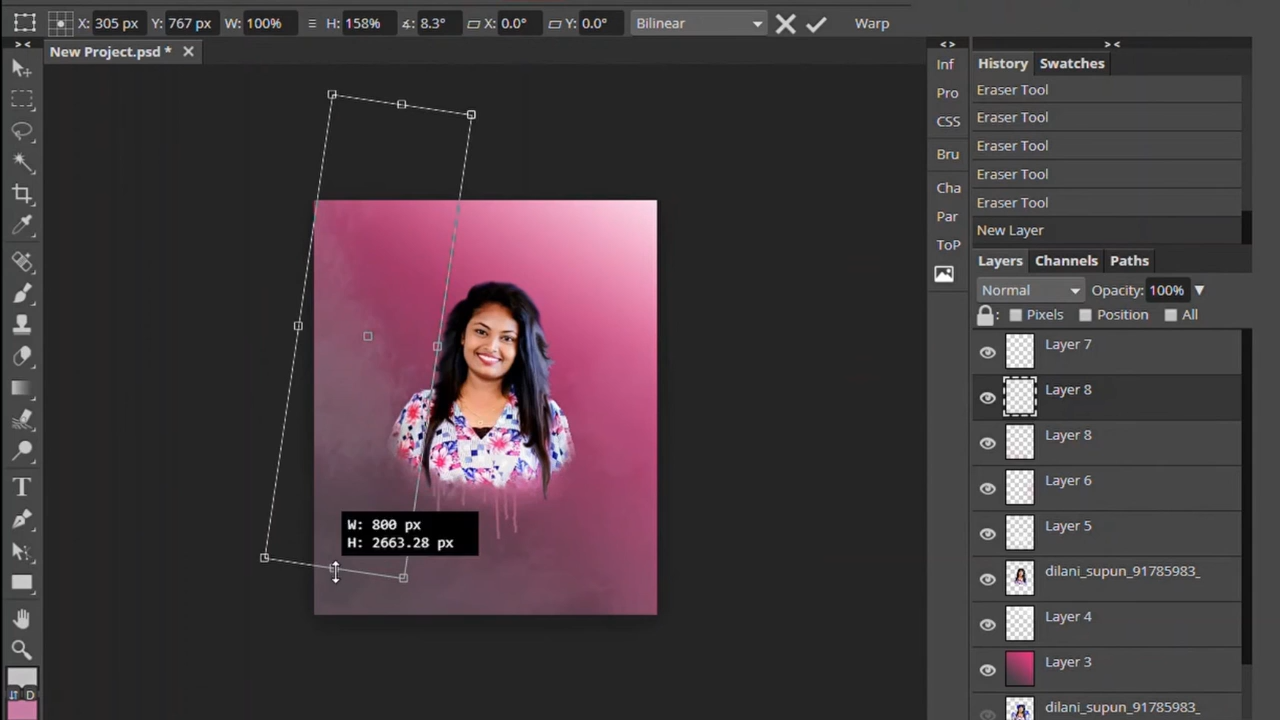 X: 305 px Y: 767 px W: 100% H: 158% 8.3° X: 0.0° Y: 0.0° Bilinear Warp
New Project.psd *
Inf
Pro
CSS
Bru
Cha
Par
ToP
History Swatches
Eraser Tool
Eraser Tool
Eraser Tool
Eraser Tool
Eraser Tool
New Layer
Layers Channels Paths
Normal Opacity: 100%
Pixels Position All
Layer 7
Layer 8
Layer 8
Layer 6
Layer 5
dilani_supun_91785983_
Layer 4
Layer 3
dilani_supun_91785983_
W: 800 px
H: 2663.28 px
T
D